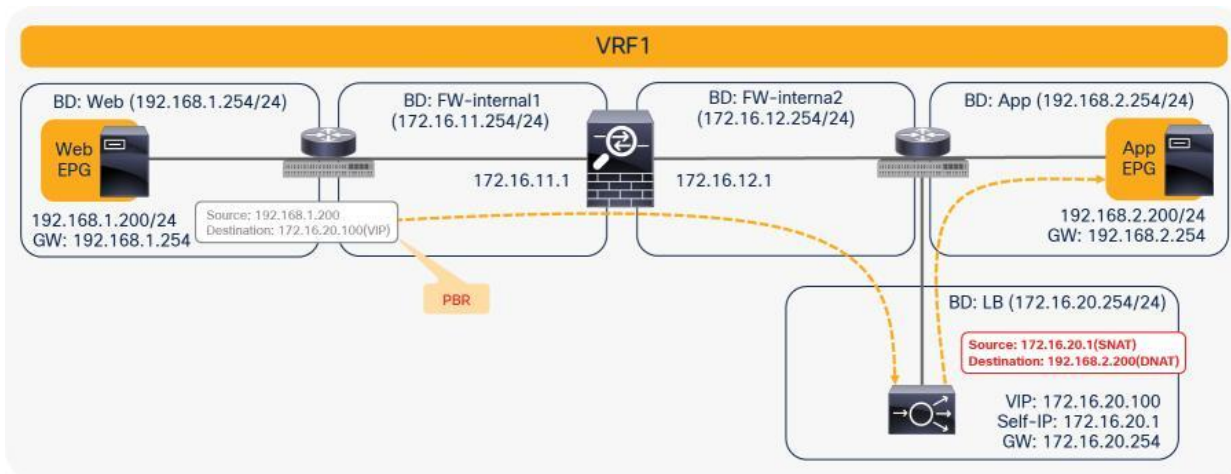 VRF1
BD: Web (192.168.1.254/24)
Web
EPG
192.168.1.200/24
GW: 192.168.1.254
BD: FW-internal1
(172.16.11.254/24)
172.16.11.1
Source: 192.168.1.200
Destination: 172.16.20.100(VIP)
PBR
BD: FW-interna2
(172.16.12.254/24)
172.16.12.1
BD: App (192.168.2.254/24)
App
EPG
192.168.2.200/24
GW: 192.168.2.254
BD: LB (172.16.20.254/24)
Source: 172.16.20.1(SNAT)
Destination: 192.168.2.200(DNAT)
VIP: 172.16.20.100
Self-IP: 172.16.20.1
GW: 172.16.20.254